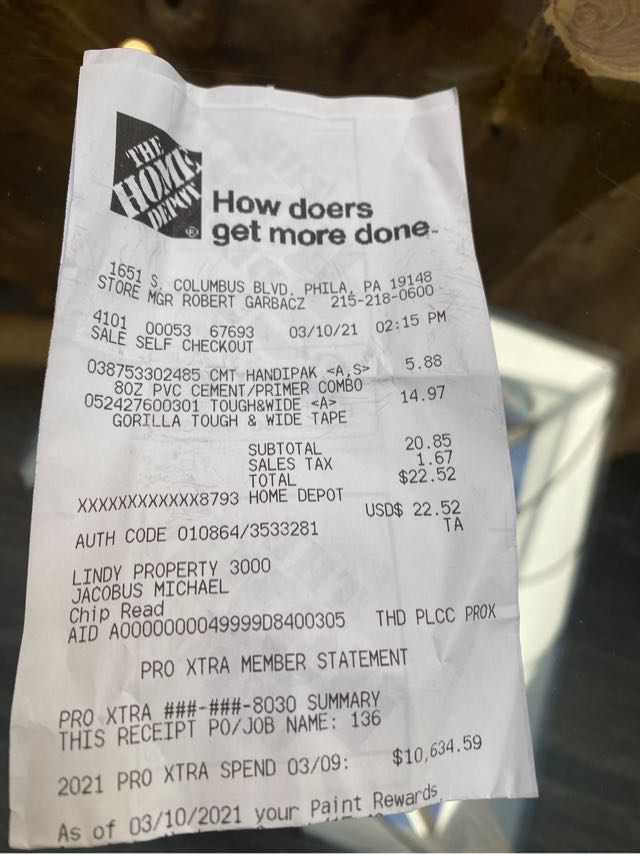 THE
HOME
DEPOT
®
How doers
get more done.
1651 S. COLUMBUS BLVD. PHILA, PA 19148
STORE MGR ROBERT GARBACZ 215-218-0600
4101 00053 67693 03/10/21 02:15 PM
SALE SELF CHECKOUT
038753302485 CMT HANDIPAK <A,S> 5.88
8OZ PVC CEMENT/PRIMER COMBO
052427600301 TOUGH&WIDE <A> 14.97
GORILLA TOUGH & WIDE TAPE
SUBTOTAL 20.85
SALES TAX 1.67
TOTAL $22.52
XXXXXXXXXXXX8793 HOME DEPOT
USD$ 22.52
AUTH CODE 010864/3533281 TA
LINDY PROPERTY 3000
JACOBUS MICHAEL
Chip Read
AID A0000000049999D8400305 THD PLCC PROX
PRO XTRA MEMBER STATEMENT
PRO XTRA ###-###-8030 SUMMARY
THIS RECEIPT PO/JOB NAME: 136
2021 PRO XTRA SPEND 03/09: $10,634.59
As of 03/10/2021 your Paint Rewards